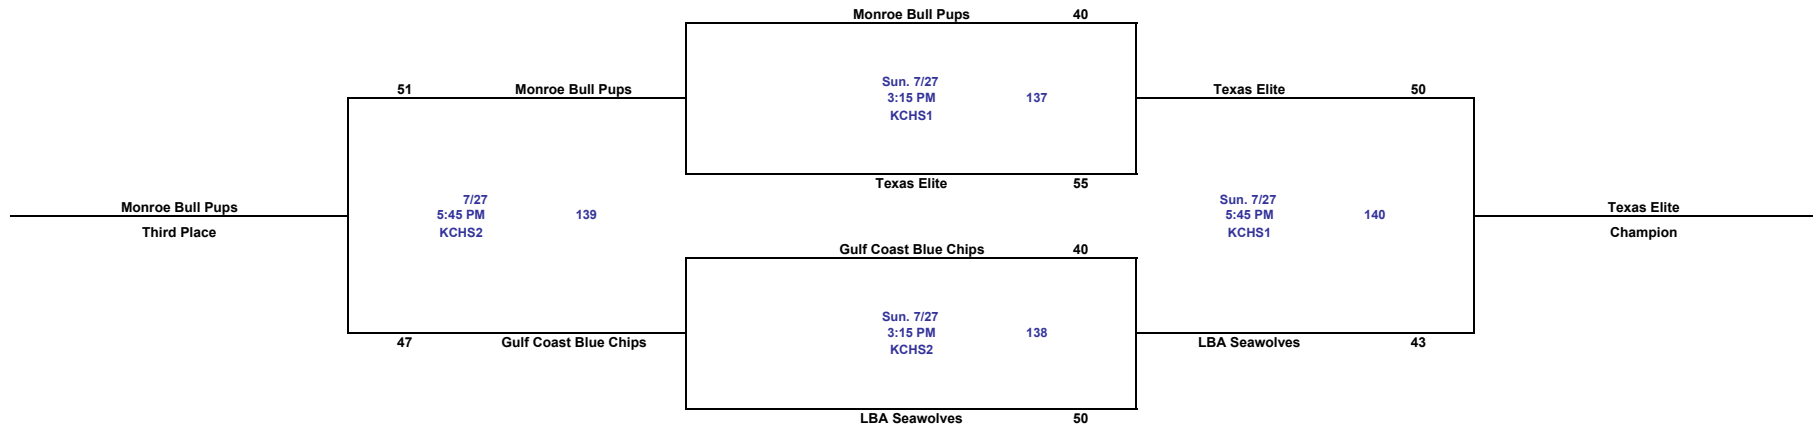 Monroe Bull Pups 40
Sun. 7/27
51 Monroe Bull Pups 3:15 PM 137 Texas Elite 50
KCHS1
Texas Elite 55
7/27 Sun. 7/27
Monroe Bull Pups 5:45 PM 139 5:45 PM 140 Texas Elite
Third Place KCHS2 KCHS1 Champion
Gulf Coast Blue Chips 40
Sun. 7/27
3:15 PM 138
47 Gulf Coast Blue Chips KCHS2 LBA Seawolves 43
LBA Seawolves 50